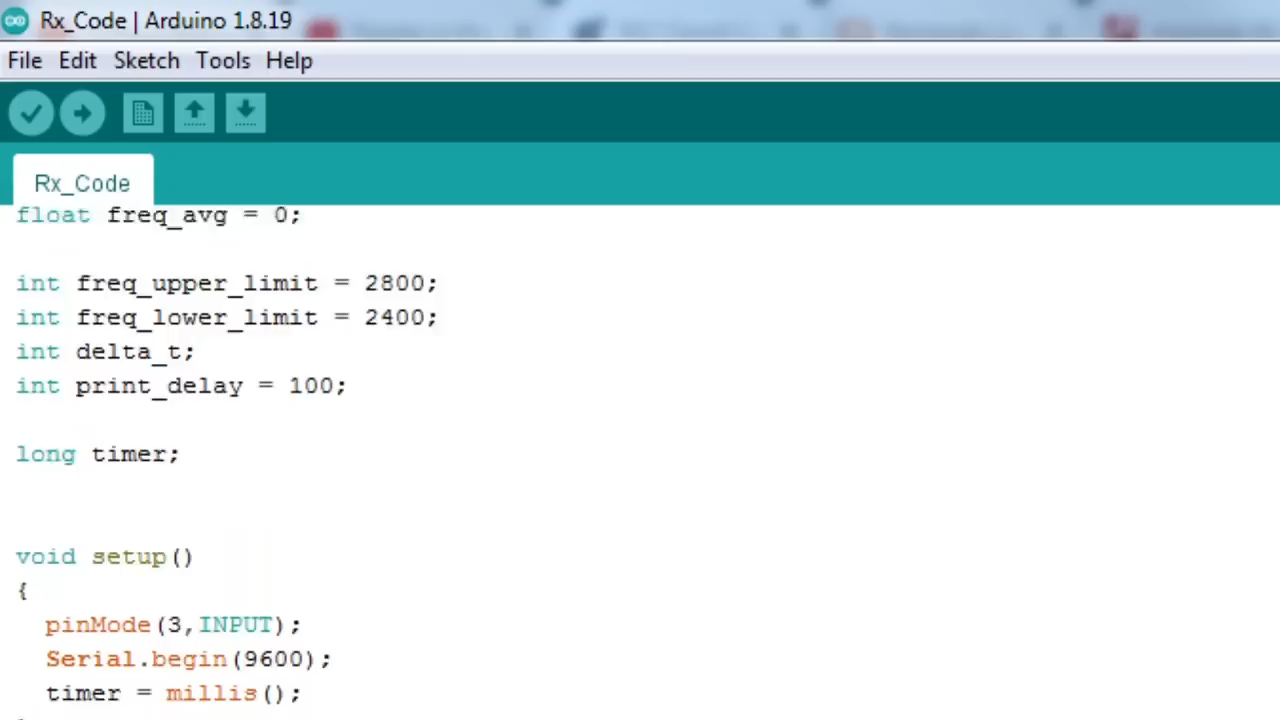 Rx_Code | Arduino 1.8.19
File Edit Sketch Tools Help
Rx_Code
float freq_avg = 0;
int freq_upper_limit = 2800;
int freq_lower_limit = 2400;
int delta_t;
int print_delay = 100;
long timer;
void setup()
{
pinMode(3,INPUT);
Serial.begin(9600);
timer = millis();